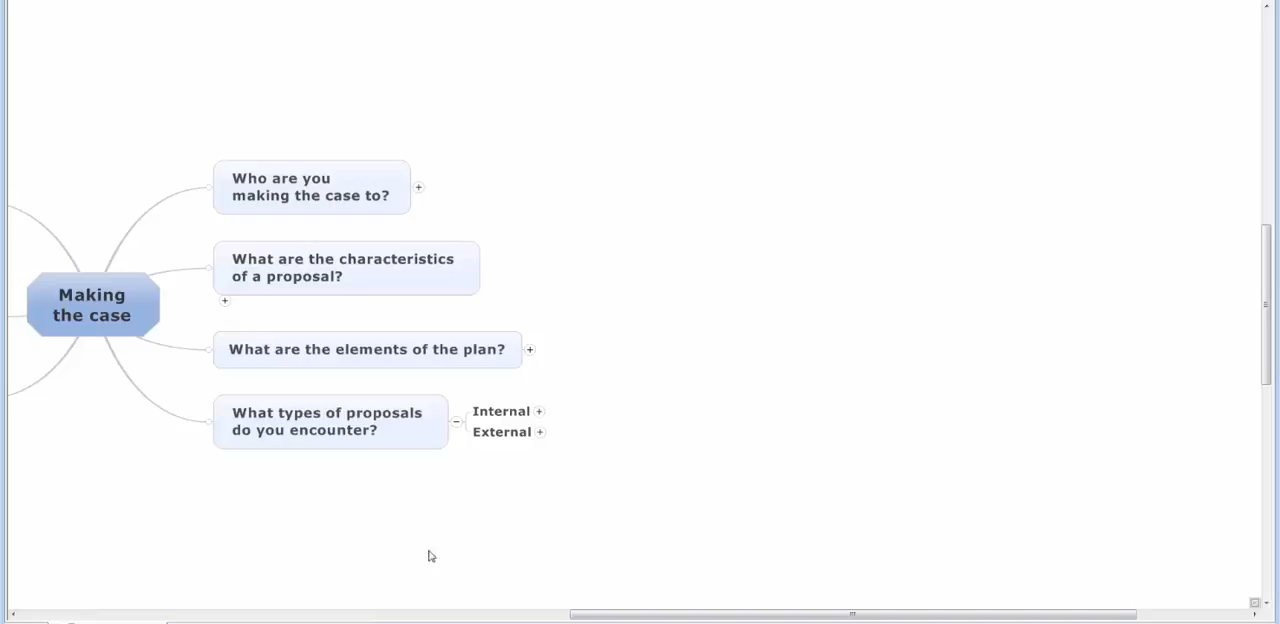 Who are you
making the case to?
What are the characteristics
of a proposal?
Making
the case
What are the elements of the plan?
What types of proposals
do you encounter?
Internal
External